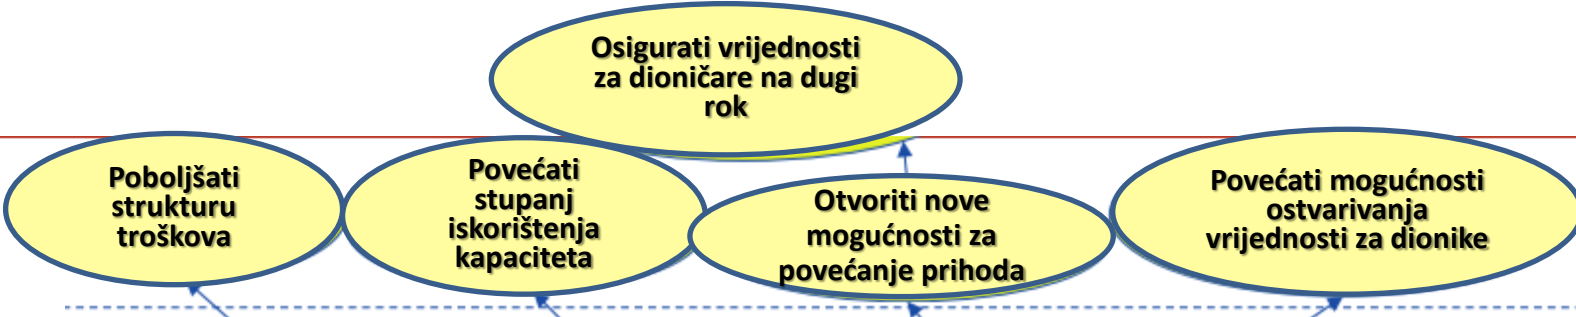 Osigurati vrijednosti
za dioničare na dugi
rok
Poboljšati
strukturu
troškova
Povećati
stupanj
iskorištenja
kapaciteta
Otvoriti nove
mogućnosti za
povećanje prihoda
Povećati mogućnosti
ostvarivanja
vrijednosti za dionike